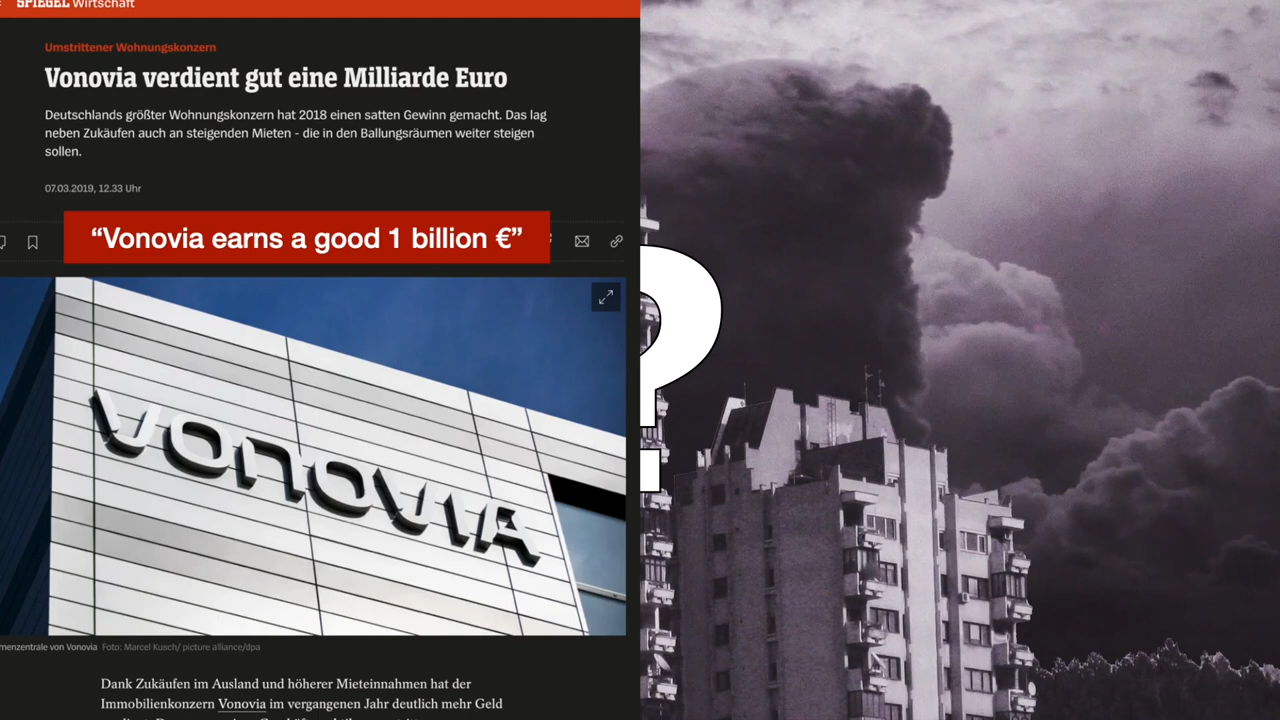 SPIEGEL Wirtschaft
Umstrittener Wohnungskonzern
Vonovia verdient gut eine Milliarde Euro
Deutschlands größter Wohnungskonzern hat 2018 einen satten Gewinn gemacht. Das lag
neben Zukäufen auch an steigenden Mieten - die in den Ballungsräumen weiter steigen
sollen.
07.03.2019, 12.33 Uhr
“Vonovia earns a good 1 billion €”
?
VONOVIA
menzentrale von Vonovia Foto: Marcel Kusch/ picture alliance/dpa
Dank Zukäufen im Ausland und höherer Mieteinnahmen hat der
Immobilienkonzern Vonovia im vergangenen Jahr deutlich mehr Geld